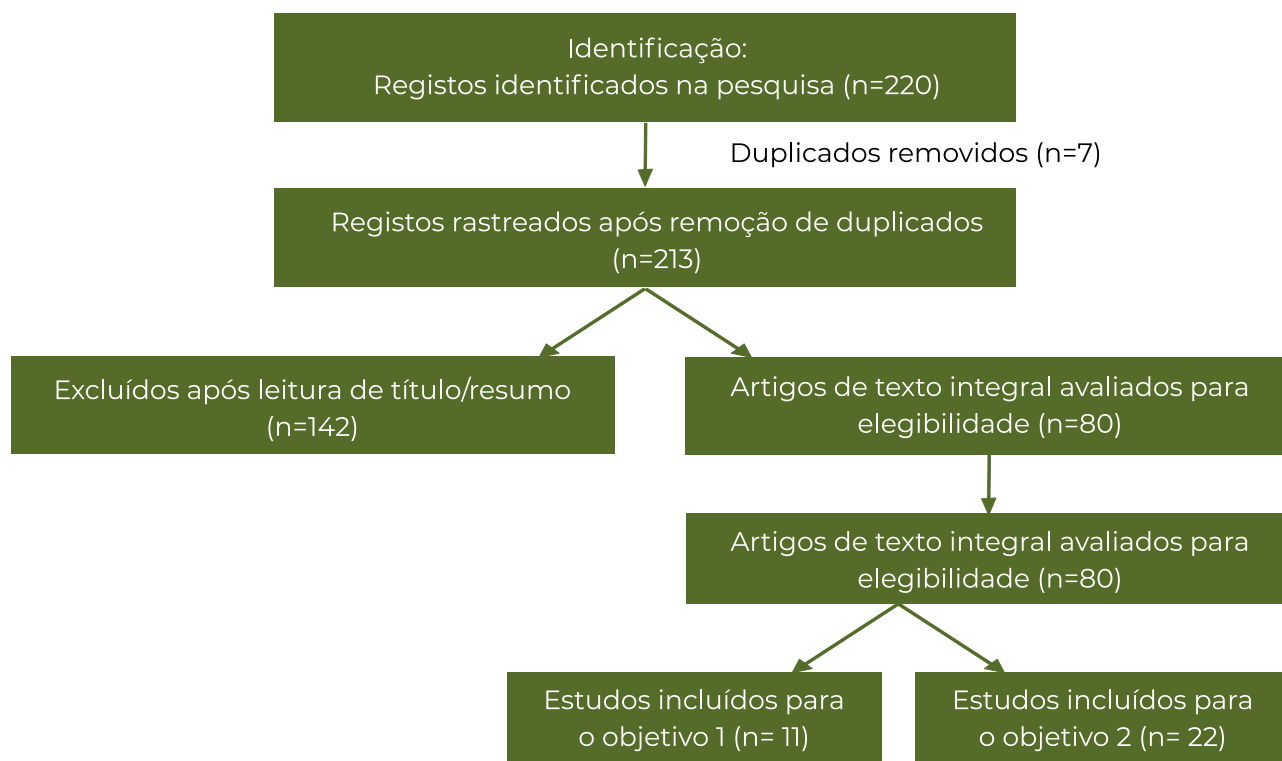 Identificação:
Registos identificados na pesquisa (n=220)
Duplicados removidos (n=7)
Registos rastreados após remoção de duplicados
(n=213)
Excluídos após leitura de título/resumo
(n=142)
Artigos de texto integral avaliados para
elegibilidade (n=80)
Artigos de texto integral avaliados para
elegibilidade (n=80)
Estudos incluídos para
o objetivo 1 (n= 11)
Estudos incluídos para
o objetivo 2 (n= 22)